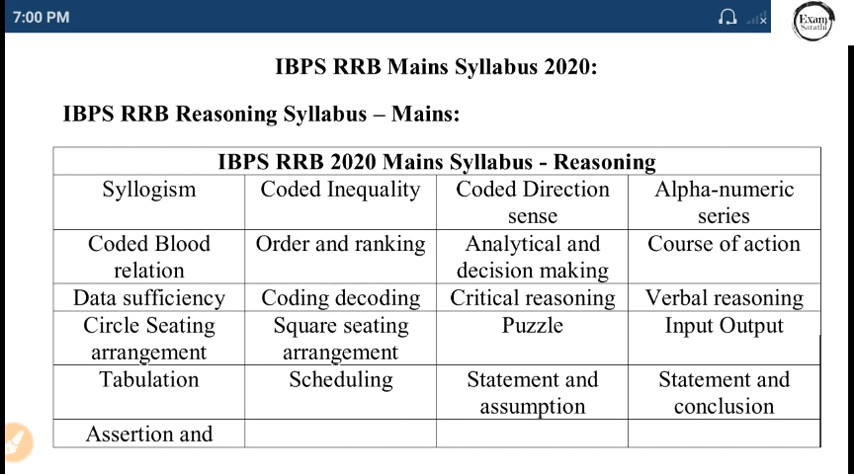 7:00 PM
Exam
Sarathi
IBPS RRB Mains Syllabus 2020:
IBPS RRB Reasoning Syllabus – Mains:
IBPS RRB 2020 Mains Syllabus - Reasoning
Syllogism Coded Inequality Coded Direction sense Alpha-numeric series
Coded Blood relation Order and ranking Analytical and decision making Course of action
Data sufficiency Coding decoding Critical reasoning Verbal reasoning
Circle Seating arrangement Square seating arrangement Puzzle Input Output
Tabulation Scheduling Statement and assumption Statement and conclusion
Assertion and